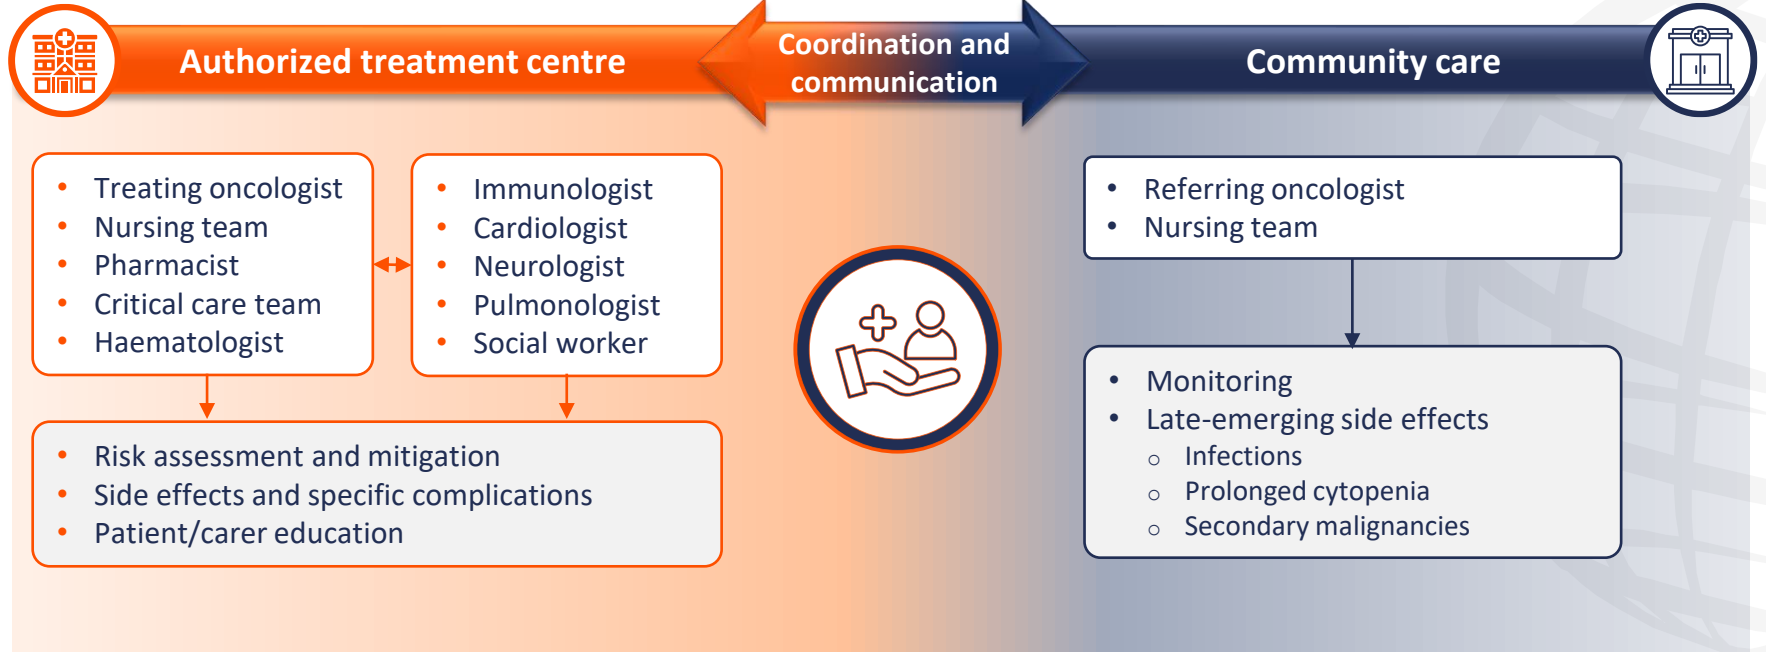 Authorized treatment centre
Coordination and
communication
Community care
• Treating oncologist
• Nursing team
• Pharmacist
• Critical care team
• Haematologist
• Immunologist
• Cardiologist
• Neurologist
• Pulmonologist
• Social worker
• Risk assessment and mitigation
• Side effects and specific complications
• Patient/carer education
• Referring oncologist
• Nursing team
• Monitoring
• Late-emerging side effects
o Infections
o Prolonged cytopenia
o Secondary malignancies